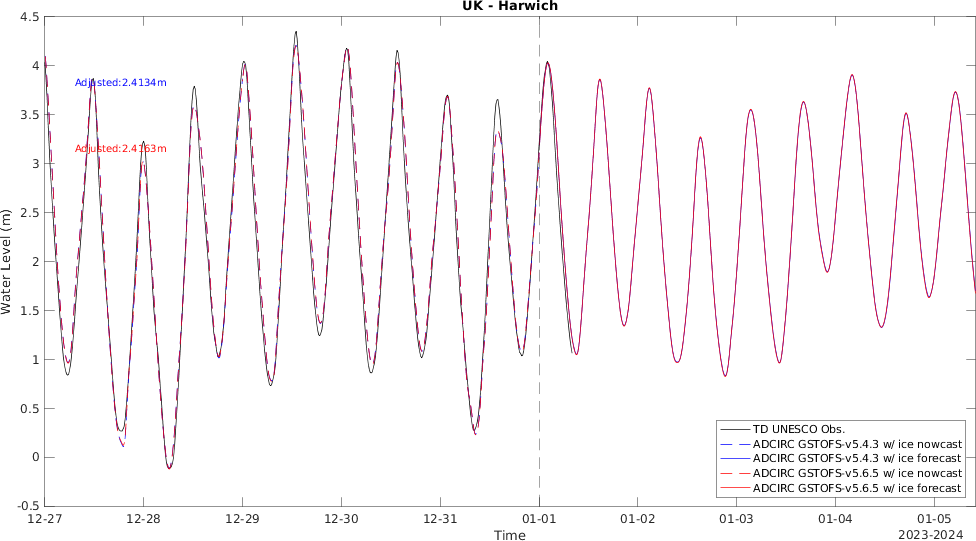 UK - Harwich
4.5
4
3.5
3
2.5
2
1.5
1
0.5
0
-0.5
Water Level (m)
Adjusted:2.4134m
Adjusted:2.4163m
TD UNESCO Obs.
ADCIRC GSTOFS-v5.4.3 w/ ice nowcast
ADCIRC GSTOFS-v5.4.3 w/ ice forecast
ADCIRC GSTOFS-v5.6.5 w/ ice nowcast
ADCIRC GSTOFS-v5.6.5 w/ ice forecast
12-27 12-28 12-29 12-30 12-31 01-01 01-02 01-03 01-04 01-05
Time
2023-2024